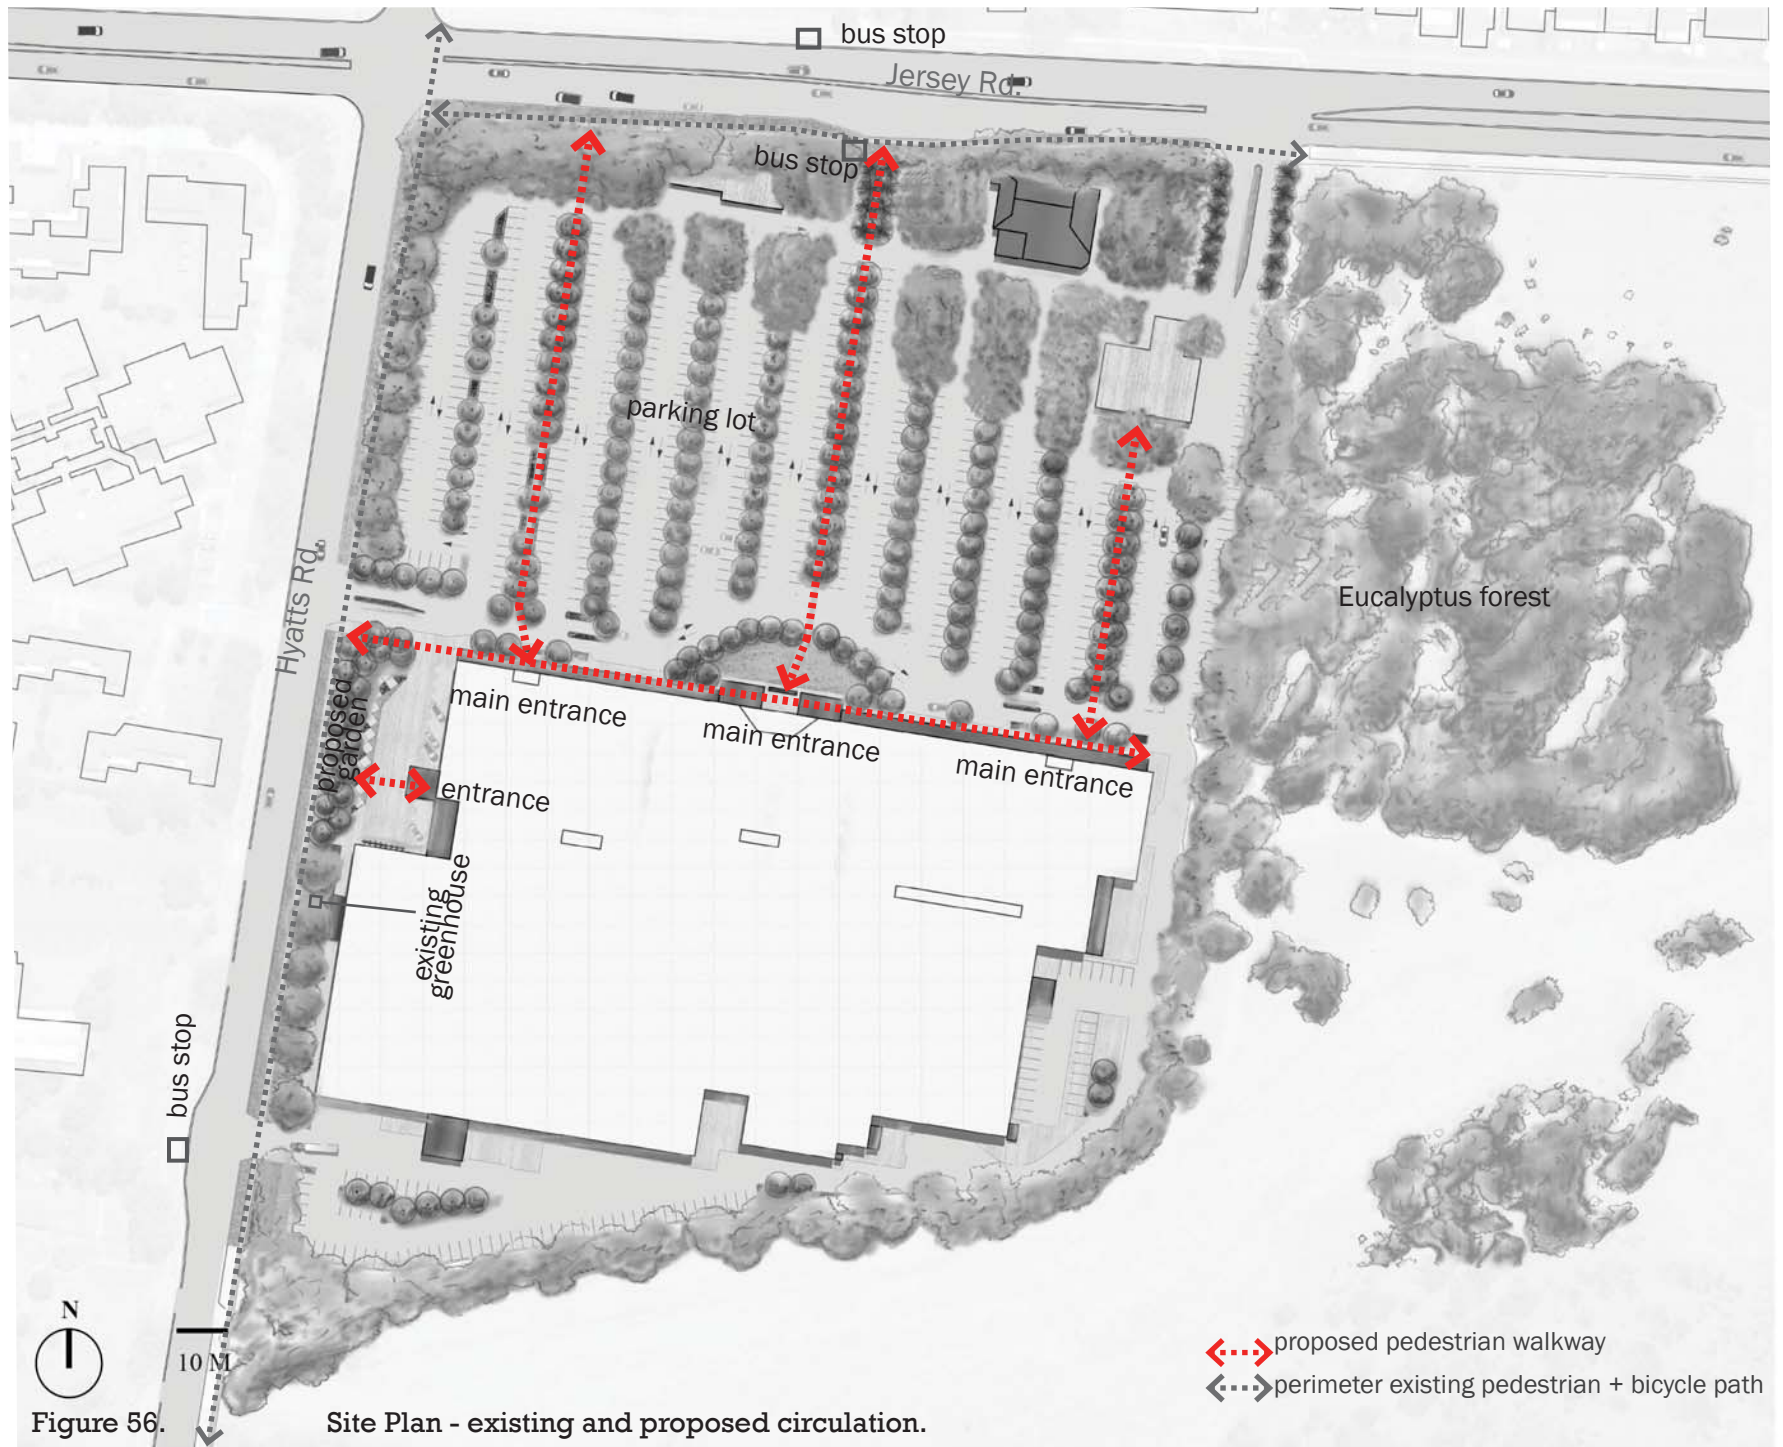 bus stop
Jersey Rd.
bus stop
parking lot
Hyatts Rd.
Eucalyptus forest
proposed
garden
main entrance
main entrance
main entrance
entrance
existing
greenhouse
bus stop
N
10 M
proposed pedestrian walkway
perimeter existing pedestrian + bicycle path
Figure 56. Site Plan - existing and proposed circulation.